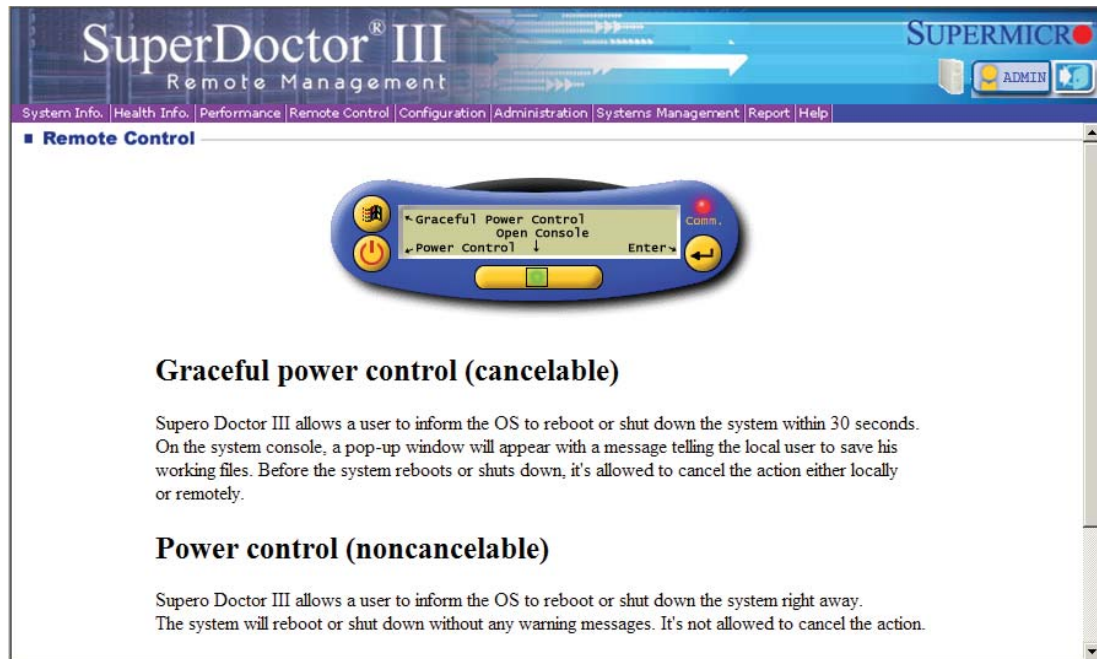 SuperDoctor® III
Remote Management
SUPERMICR
ADMIN
System Info. Health Info. Performance Remote Control Configuration Administration Systems Management Report Help
Remote Control
Graceful Power Control
Open Console
Power Control ↓ Enter
Comm.
Graceful power control (cancelable)
Supero Doctor III allows a user to inform the OS to reboot or shut down the system within 30 seconds.
On the system console, a pop-up window will appear with a message telling the local user to save his
working files. Before the system reboots or shuts down, it's allowed to cancel the action either locally
or remotely.
Power control (noncancelable)
Supero Doctor III allows a user to inform the OS to reboot or shut down the system right away.
The system will reboot or shut down without any warning messages. It's not allowed to cancel the action.